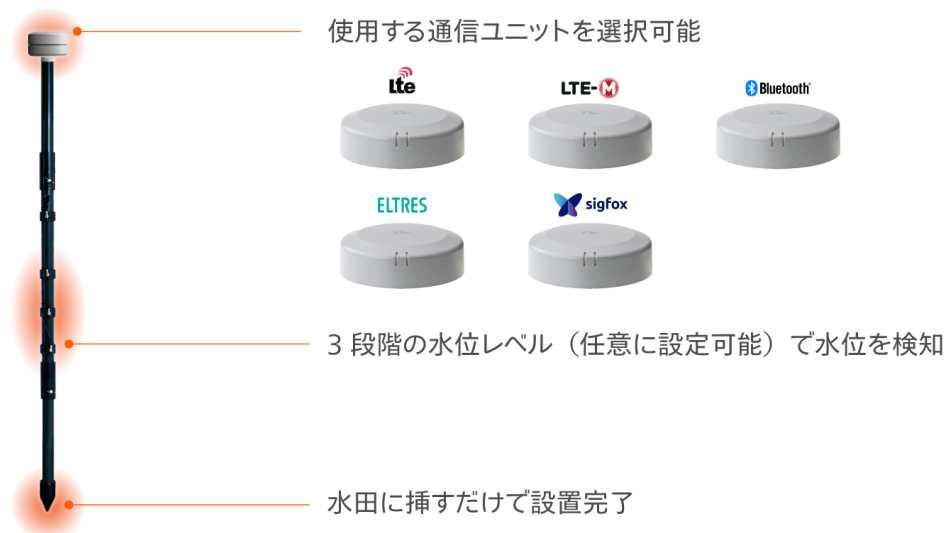 使用する通信ユニットを選択可能
Lte
LTE-M
Bluetooth
ELTRES
sigfox
3 段階の水位レベル（任意に設定可能）で水位を検知
水田に挿すだけで設置完了